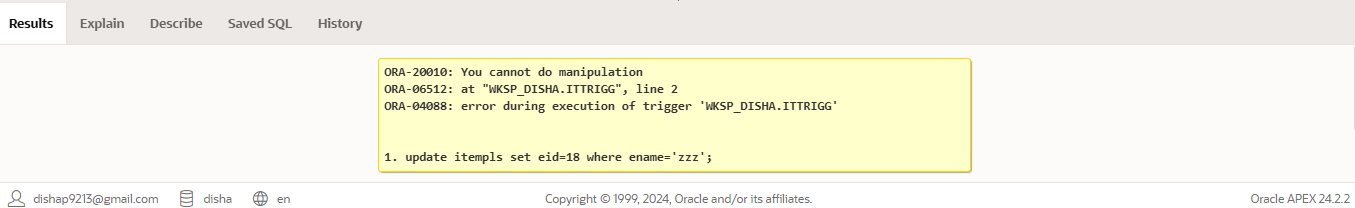 Results Explain Describe Saved SQL History
ORA-20010: You cannot do manipulation
ORA-06512: at "WKSP_DISHA.ITTRIGG", line 2
ORA-04088: error during execution of trigger 'WKSP_DISHA.ITTRIGG'
1. update itempls set eid=18 where ename='zzz';
dishap9213@gmail.com disha en Copyright © 1999, 2024, Oracle and/or its affiliates. Oracle APEX 24.2.2